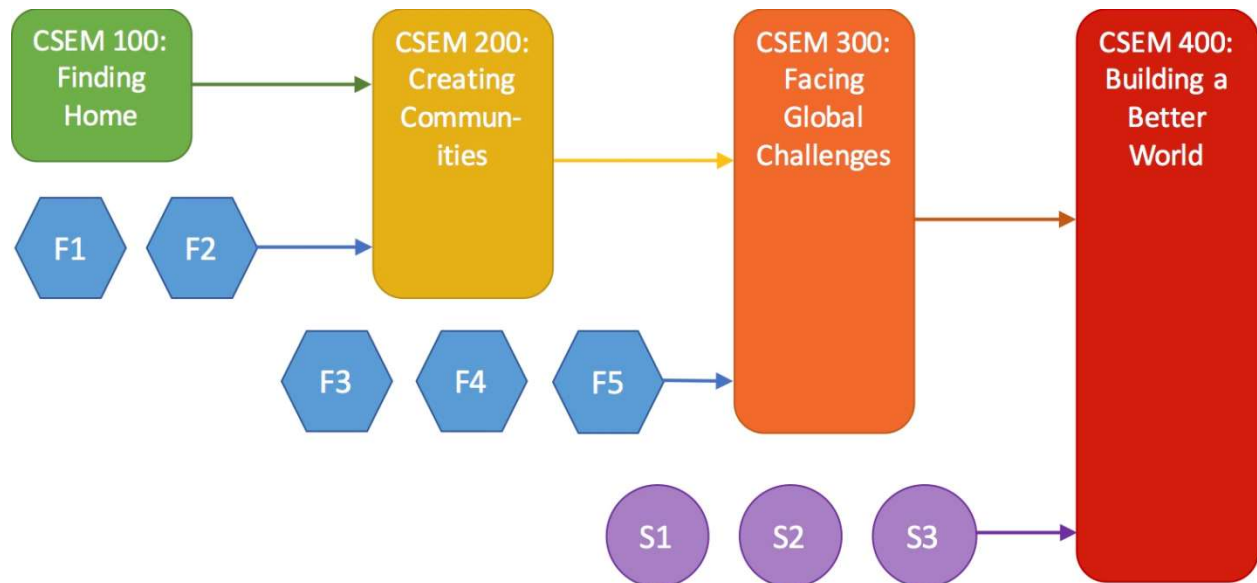 CSEM 100:
Finding
Home
CSEM 200:
Creating
Commun-
ities
CSEM 300:
Facing
Global
Challenges
CSEM 400:
Building a
Better
World
F1
F2
F3
F4
F5
S1
S2
S3